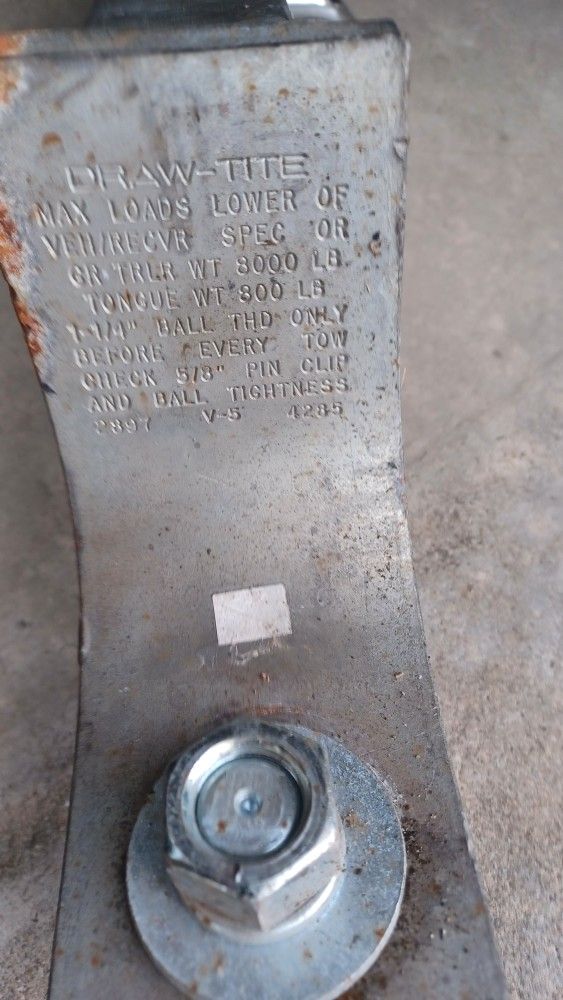 DRAW-TITE
MAX LOADS LOWER OF
VEH/RECVR SPEC OR
GR TRLR WT 8000 LB
TONGUE WT 800 LB
1-1/4" BALL THD ONLY
BEFORE EVERY TOW
CHECK 5/8" PIN CLIP
AND BALL TIGHTNESS
2897 V-5 4285